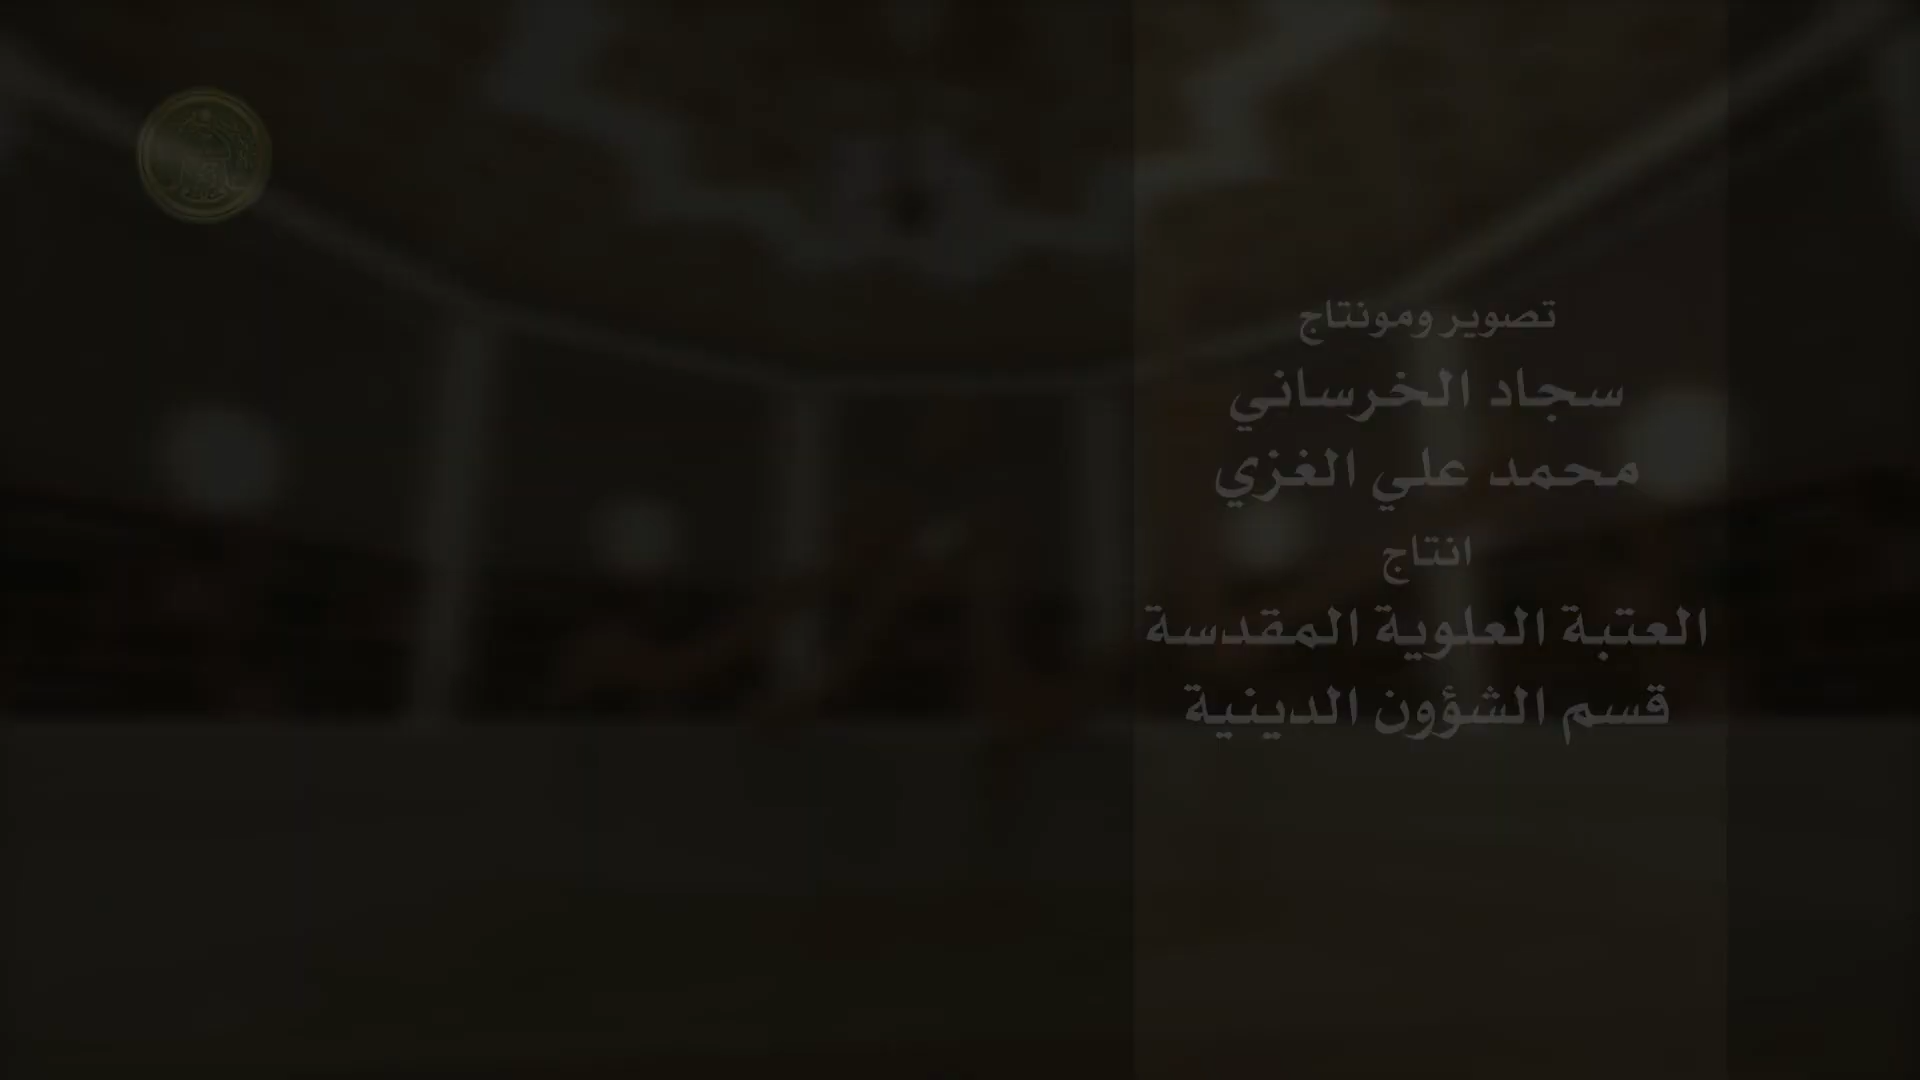 تصوير ومونتاج
سجاد الخرساني
محمد علي الغزي
انتاج
العتبة العلوية المقدسة
قسم الشؤون الدينية